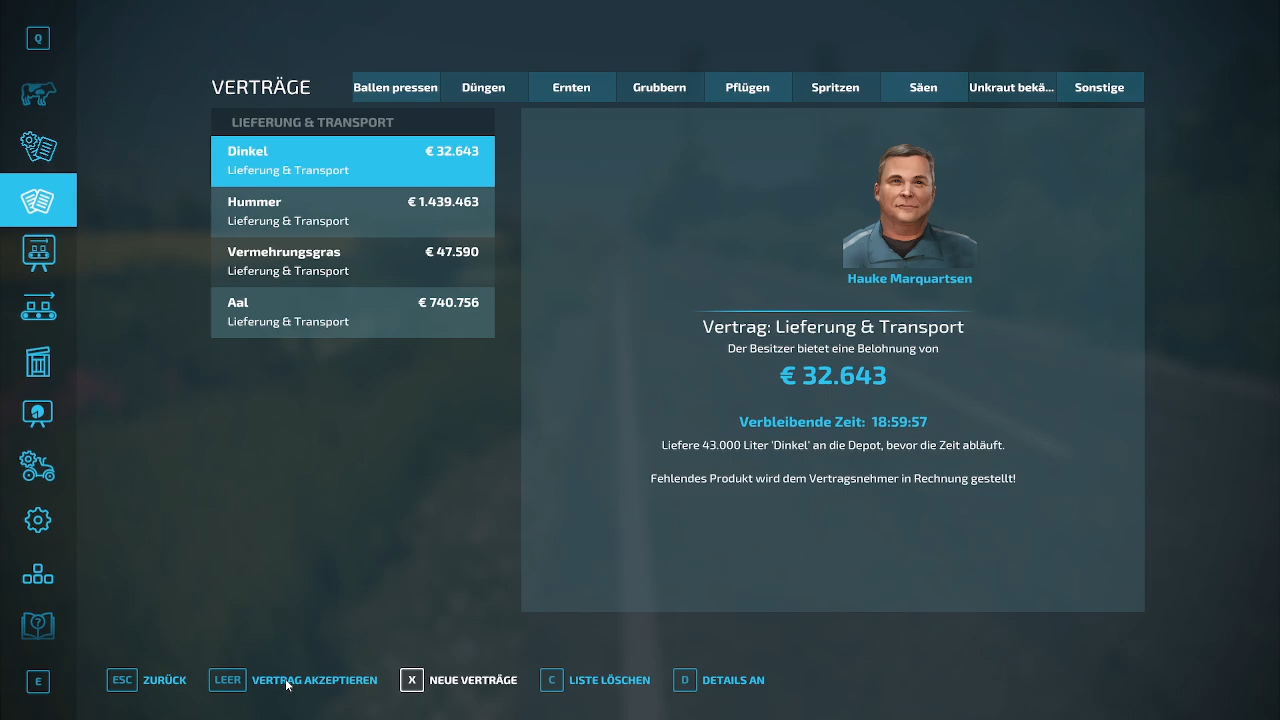 Q
VERTRÄGE
Ballen pressen
Düngen
Ernten
Grubbern
Pflügen
Spritzen
Säen
Unkraut bekä...
Sonstige
LIEFERUNG & TRANSPORT
Dinkel € 32.643
Lieferung & Transport
Hummer € 1.439.463
Lieferung & Transport
Vermehrungsgras € 47.590
Lieferung & Transport
Aal € 740.756
Lieferung & Transport
Hauke Marquartsen
Vertrag: Lieferung & Transport
Der Besitzer bietet eine Belohnung von
€ 32.643
Verbleibende Zeit: 18:59:57
Liefere 43.000 Liter 'Dinkel' an die Depot, bevor die Zeit abläuft.
Fehlendes Produkt wird dem Vertragsnehmer in Rechnung gestellt!
E
ESC ZURÜCK
LEER VERTRAG AKZEPTIEREN
X NEUE VERTRÄGE
C LISTE LÖSCHEN
D DETAILS AN